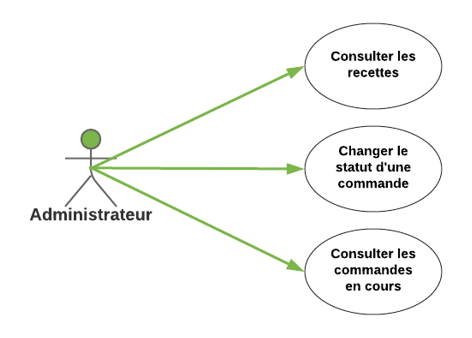 Consulter les
recettes
Changer le
statut d'une
commande
Administrateur
Consulter les
commandes
en cours